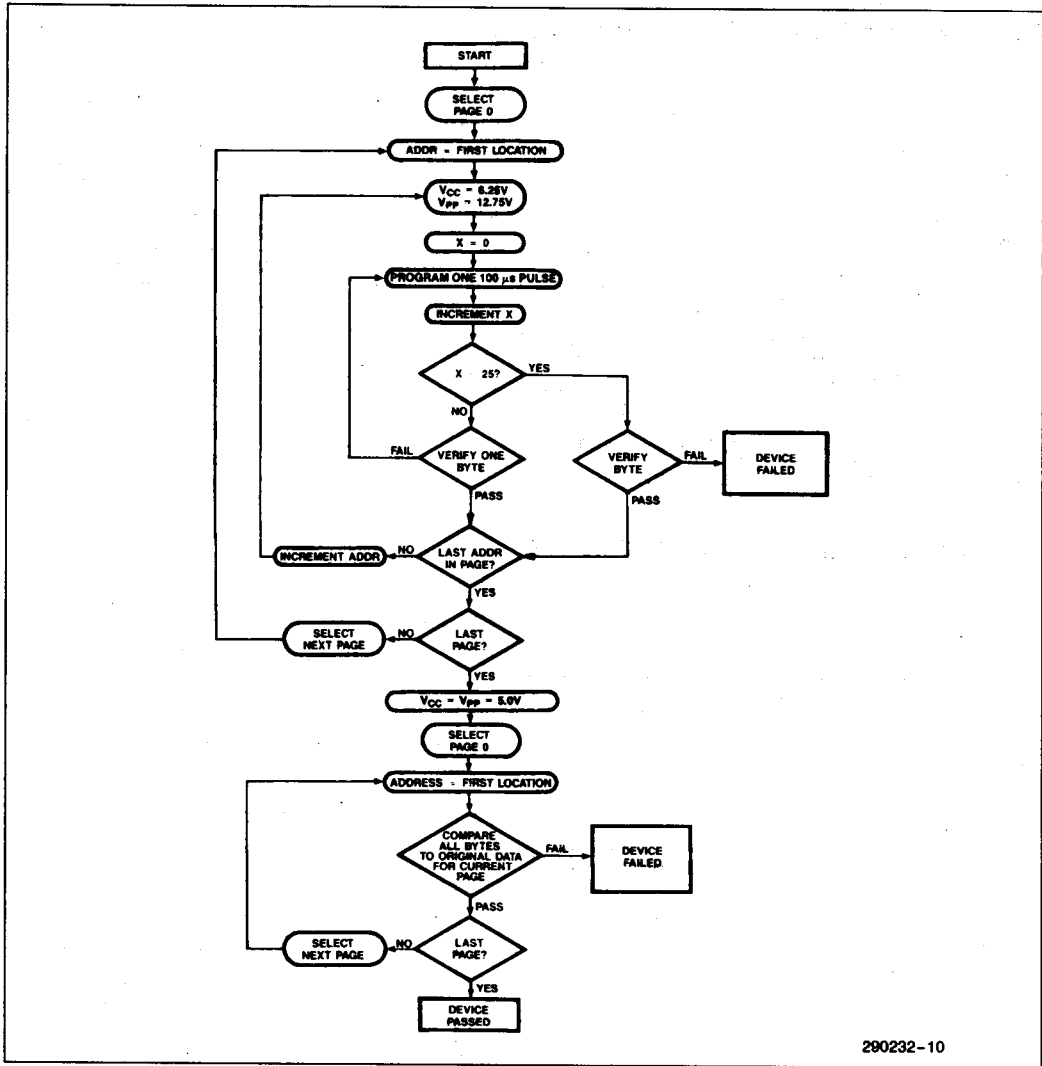 START
SELECT
PAGE 0
ADDR = FIRST LOCATION
VCC = 6.25V
VPP = 12.75V
X = 0
PROGRAM ONE 100 μs PULSE
INCREMENT X
X 25?
YES
NO
VERIFY ONE
BYTE
FAIL
PASS
VERIFY
BYTE
FAIL
PASS
DEVICE
FAILED
LAST ADDR
IN PAGE?
NO
INCREMENT ADDR
YES
LAST
PAGE?
NO
SELECT
NEXT PAGE
YES
VCC = VPP = 5.0V
SELECT
PAGE 0
ADDRESS = FIRST LOCATION
COMPARE
ALL BYTES
TO ORIGINAL DATA
FOR CURRENT
PAGE
FAIL
DEVICE
FAILED
PASS
LAST
PAGE?
NO
SELECT
NEXT PAGE
YES
DEVICE
PASSED
290232-10